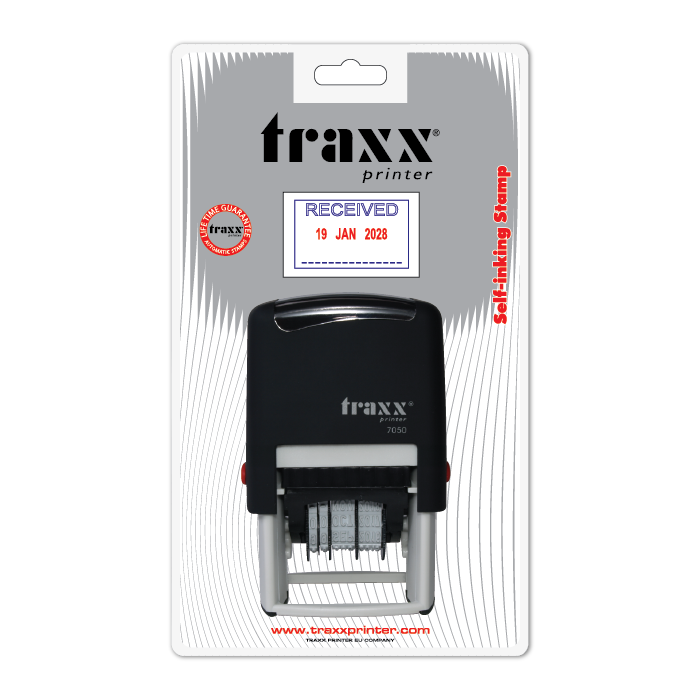 traxx®
printer
LIFE TIME GUARANTEE
traxx®
printer
AUTOMATIC STAMPS
RECEIVED
19 JAN 2028
Self-inking Stamp
traxx®
printer
7050
www.traxxprinter.com
TRAXX PRINTER EU COMPANY